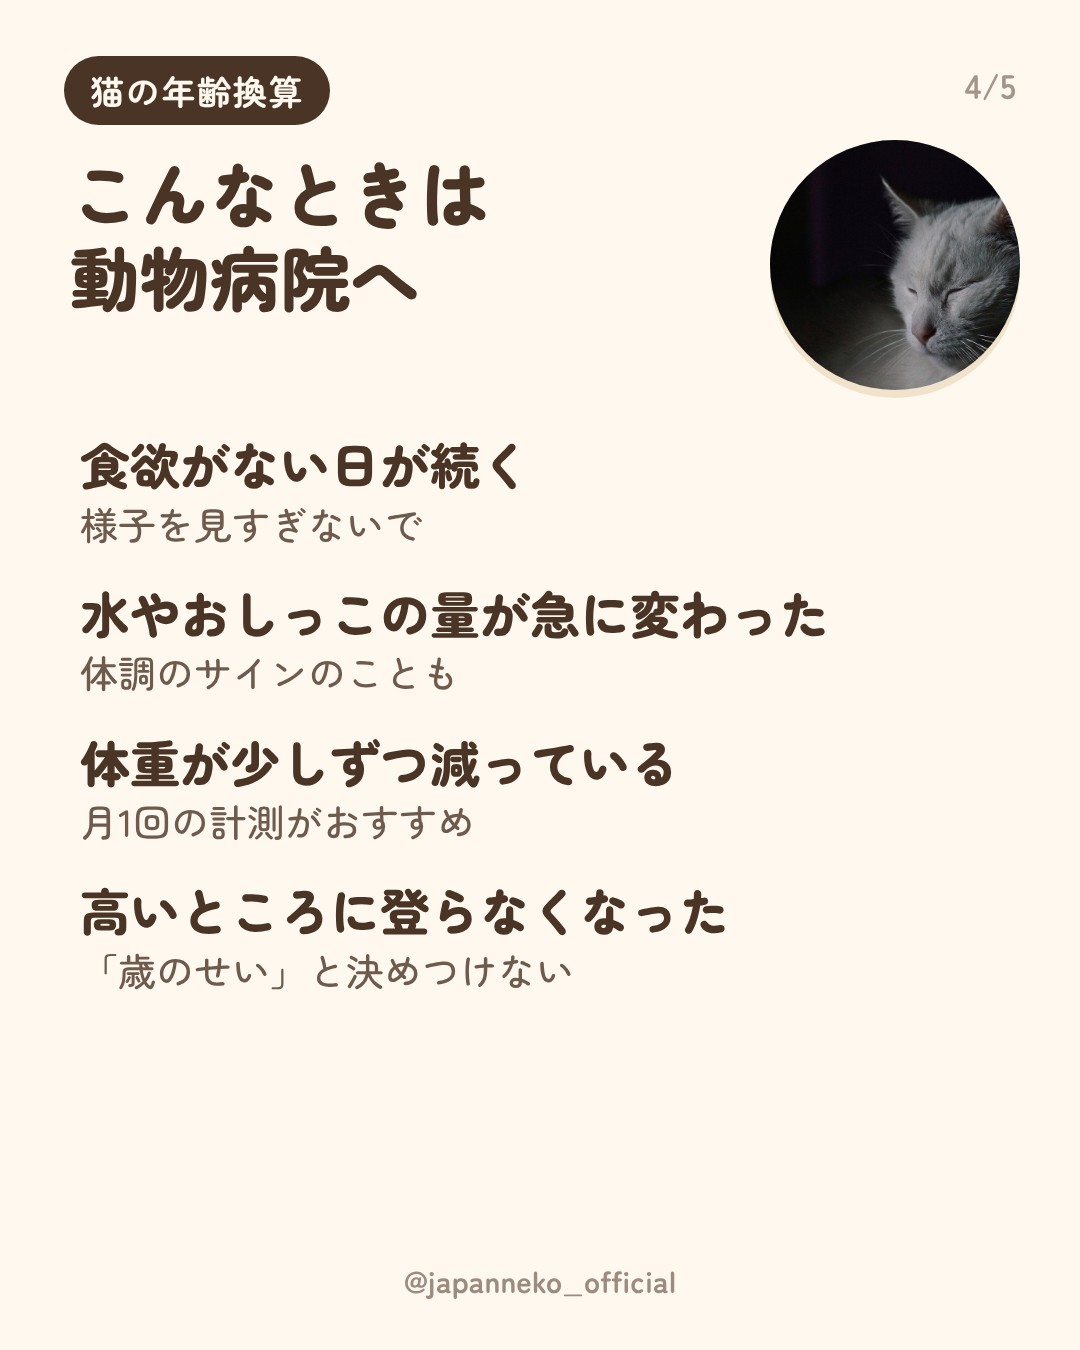 猫の年齢換算
4/5
こんなときは
動物病院へ
食欲がない日が続く
様子を見すぎないで
水やおしっこの量が急に変わった
体調のサインのことも
体重が少しずつ減っている
月1回の計測がおすすめ
高いところに登らなくなった
「歳のせい」と決めつけない
@japanneko_official